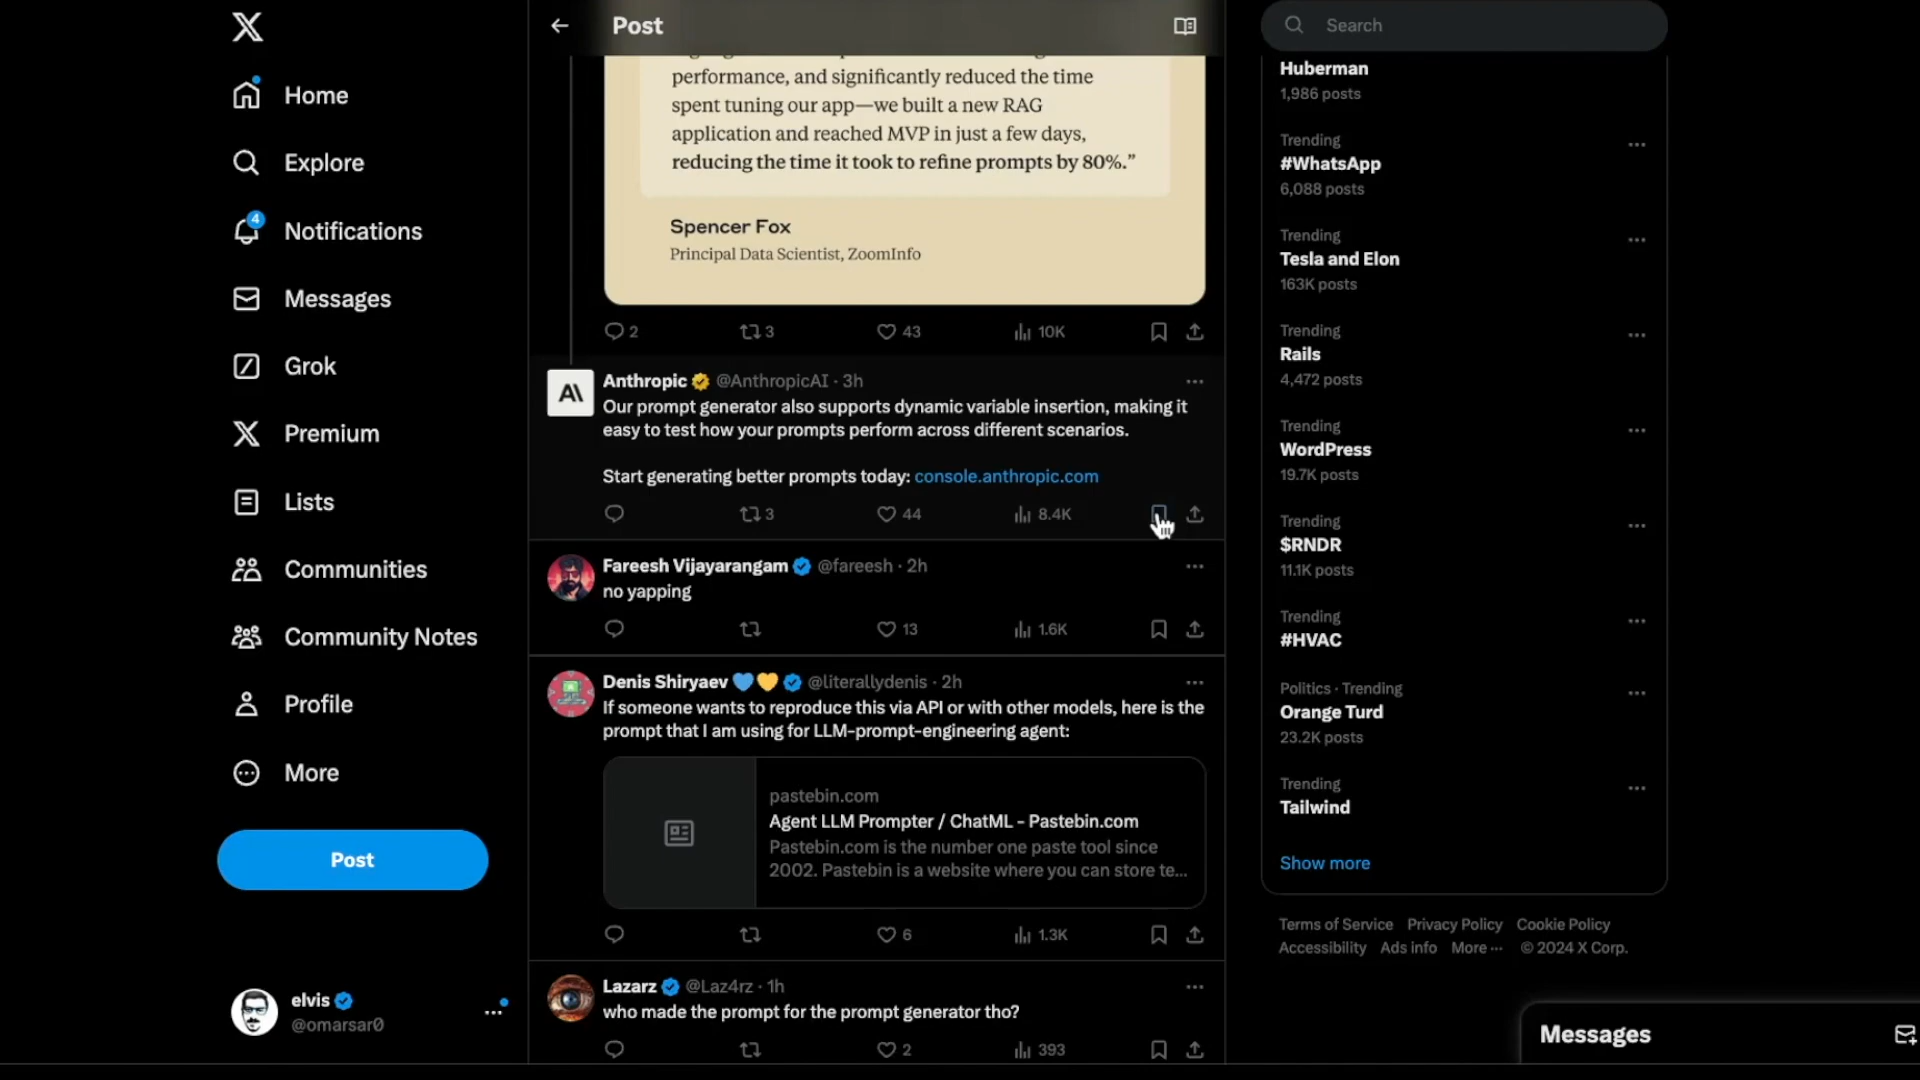 Home
Explore
4
Notifications
Messages
Grok
Premium
Lists
Communities
Community Notes
Profile
More
Post
elvis
@omarsar0
Post
performance, and significantly reduced the time
spent tuning our app—we built a new RAG
application and reached MVP in just a few days,
reducing the time it took to refine prompts by 80%.”
Spencer Fox
Principal Data Scientist, ZoomInfo
2 3 43 10K
Anthropic @AnthropicAI · 3h
Our prompt generator also supports dynamic variable insertion, making it
easy to test how your prompts perform across different scenarios.
Start generating better prompts today: console.anthropic.com
3 44 8.4K
Fareesh Vijayarangam @fareesh · 2h
no yapping
13 1.6K
Denis Shiryaev @literallydenis · 2h
If someone wants to reproduce this via API or with other models, here is the
prompt that I am using for LLM-prompt-engineering agent:
pastebin.com
Agent LLM Prompter / ChatML - Pastebin.com
Pastebin.com is the number one paste tool since
2002. Pastebin is a website where you can store te...
6 1.3K
Lazarz @Laz4rz · 1h
who made the prompt for the prompt generator tho?
2 393
Search
Huberman
1,986 posts
Trending
#WhatsApp
6,088 posts
Trending
Tesla and Elon
163K posts
Trending
Rails
4,472 posts
Trending
WordPress
19.7K posts
Trending
$RNDR
11.1K posts
Trending
#HVAC
Politics · Trending
Orange Turd
23.2K posts
Trending
Tailwind
Show more
Terms of Service Privacy Policy Cookie Policy
Accessibility Ads info More ··· © 2024 X Corp.
Messages